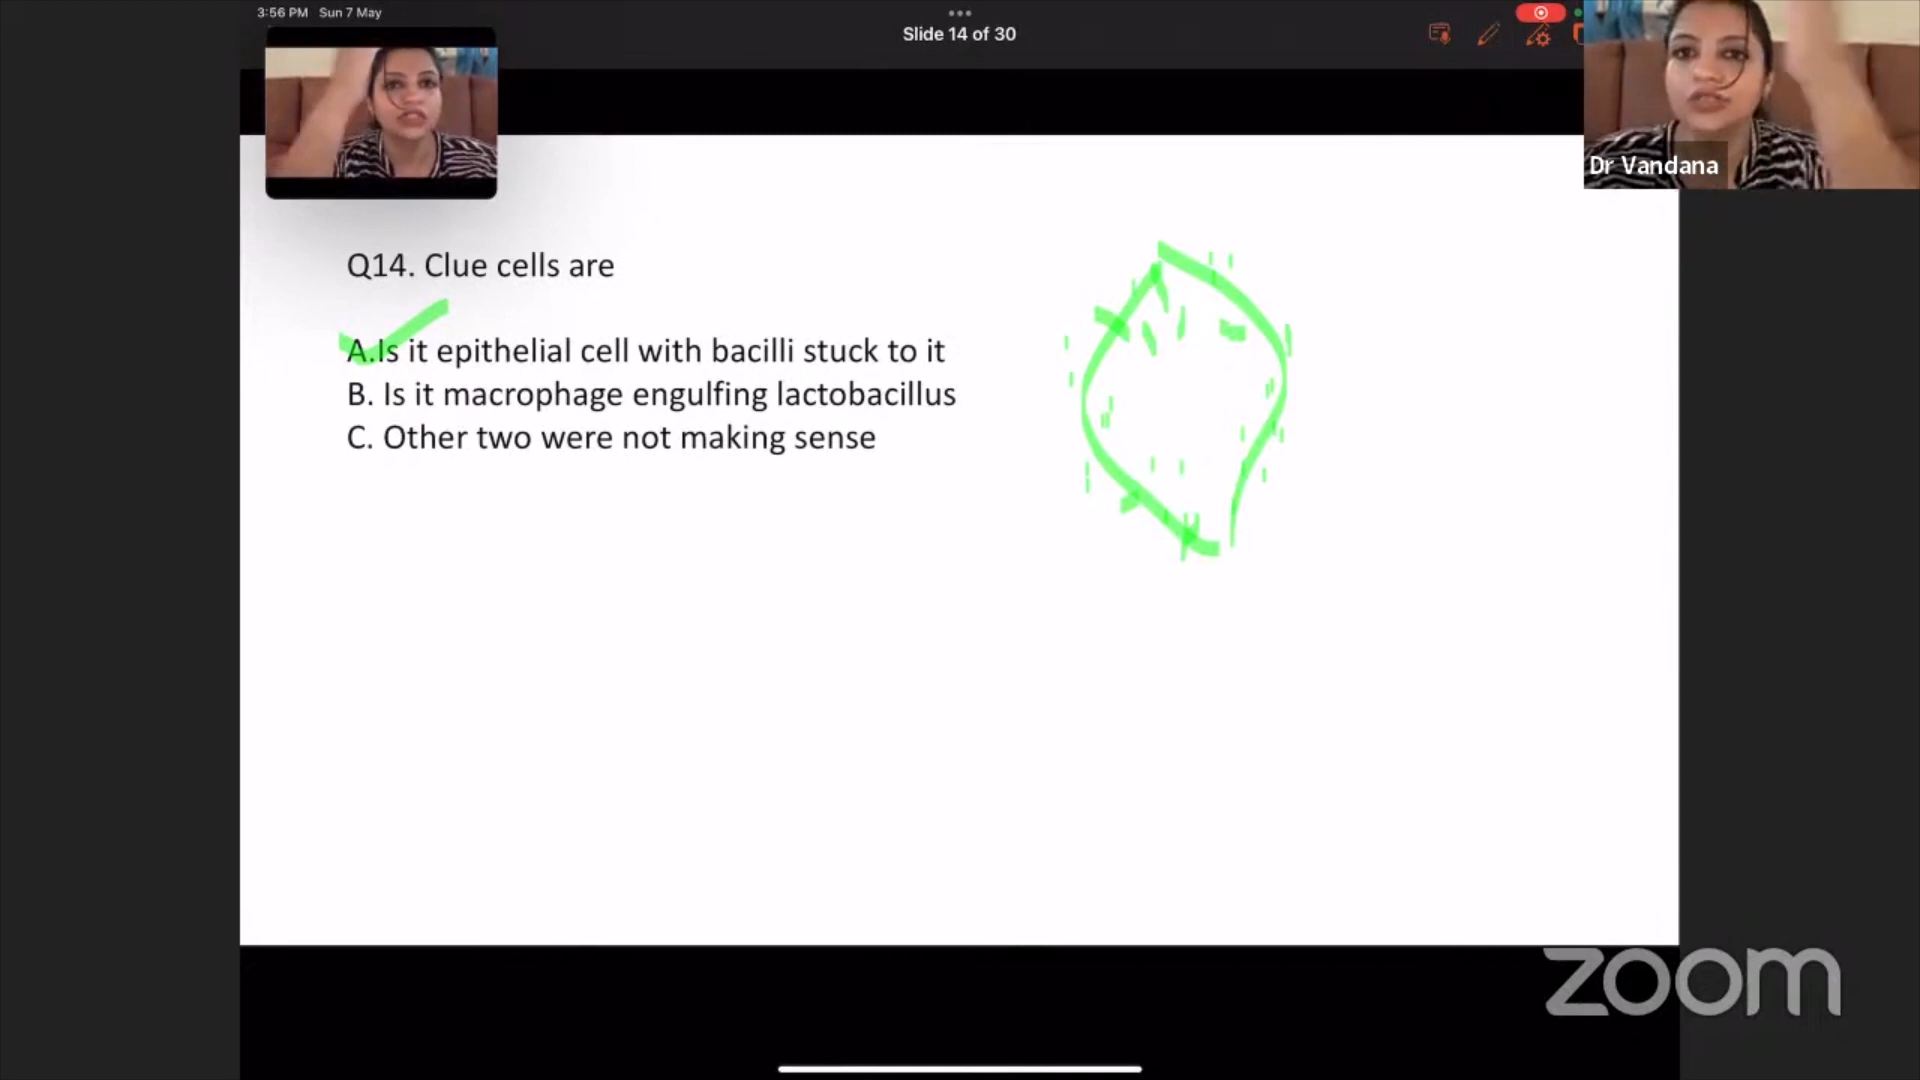 3:56 PM Sun 7 May
Slide 14 of 30
Dr Vandana
Q14. Clue cells are
A.Is it epithelial cell with bacilli stuck to it
B. Is it macrophage engulfing lactobacillus
C. Other two were not making sense
zoom